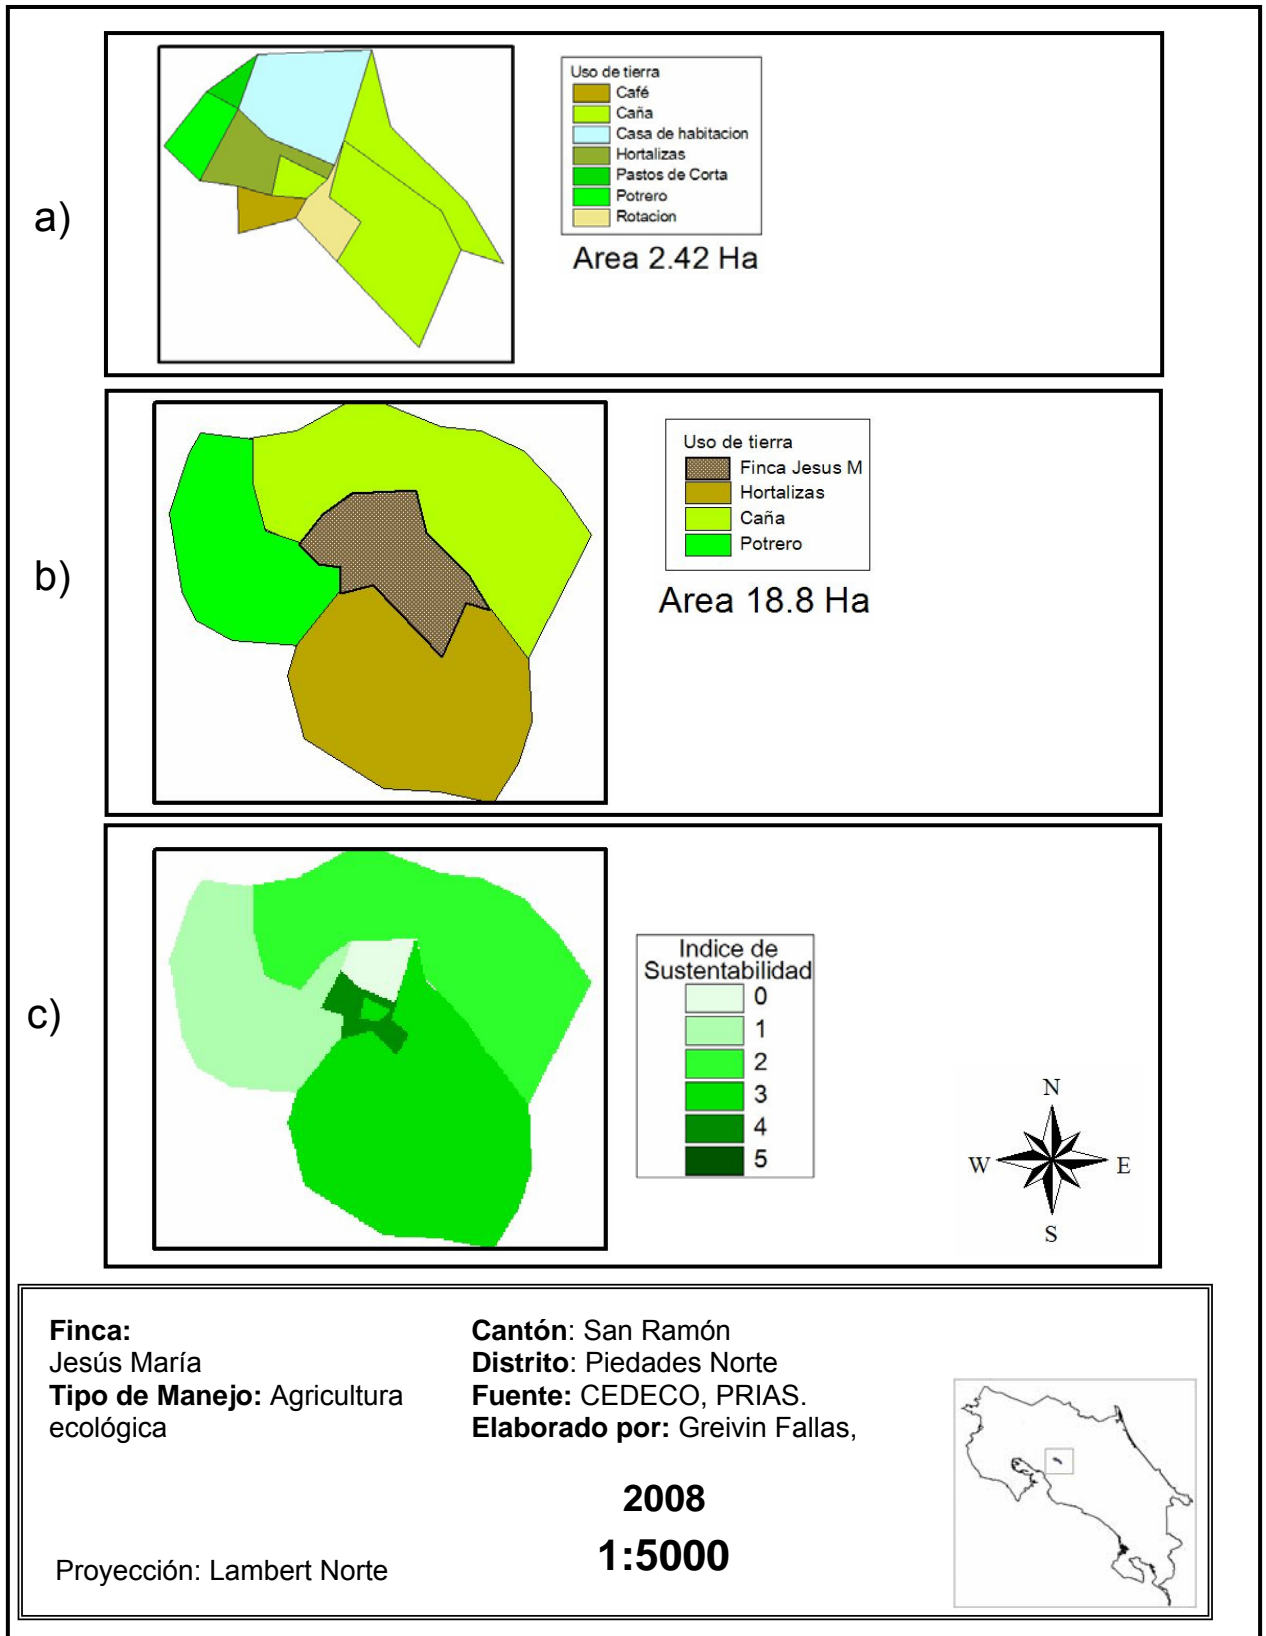 a)
Uso de tierra
Café
Caña
Casa de habitacion
Hortalizas
Pastos de Corta
Potrero
Rotacion
Area 2.42 Ha
b)
Uso de tierra
Finca Jesus M
Hortalizas
Caña
Potrero
Area 18.8 Ha
c)
Indice de
Sustentabilidad
0
1
2
3
4
5
N
W E
S
Finca:
Jesús María
Tipo de Manejo: Agricultura
ecológica
Cantón: San Ramón
Distrito: Piedades Norte
Fuente: CEDECO, PRIAS.
Elaborado por: Greivin Fallas,
2008
1:5000
Proyección: Lambert Norte